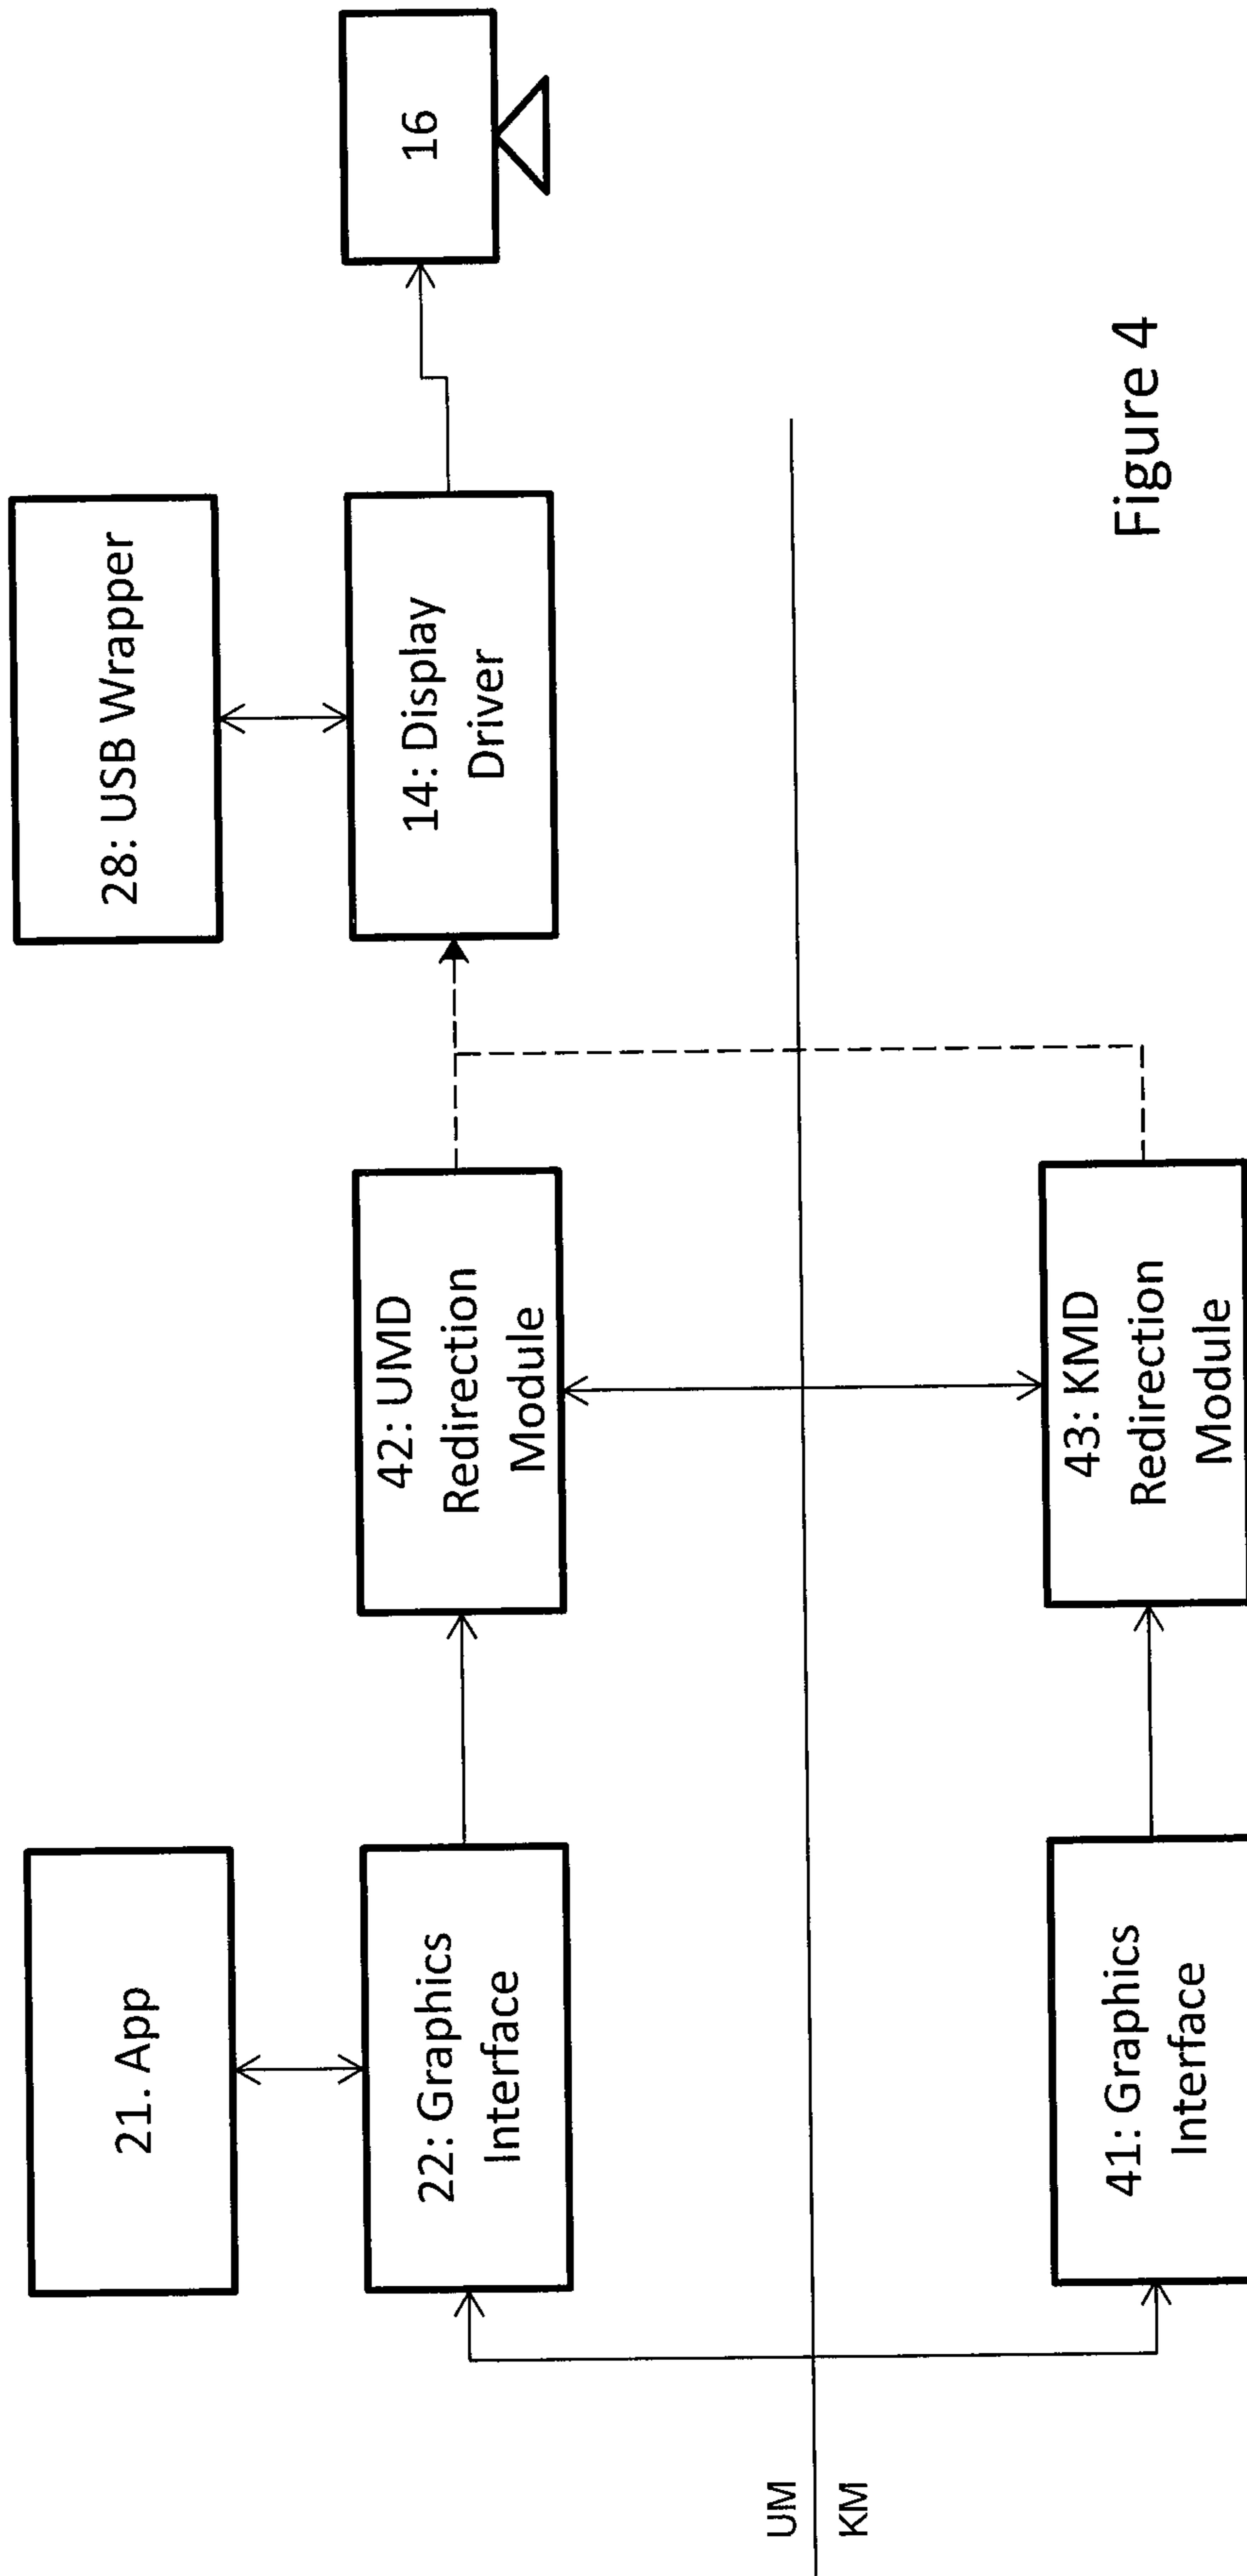 21. App
28: USB Wrapper
22: Graphics
Interface
42: UMD
Redirection
Module
14: Display
Driver
16
UM
KM
41: Graphics
Interface
43: KMD
Redirection
Module
Figure 4